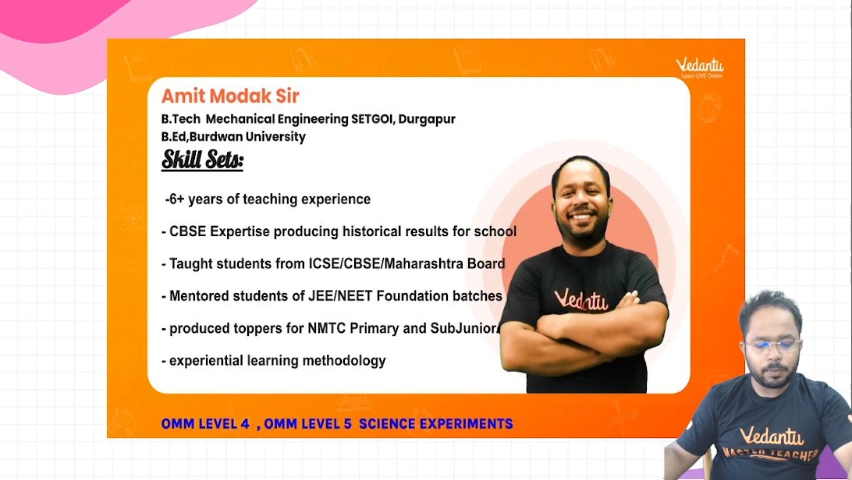 Vedantu
Learn LIVE Online
Amit Modak Sir
B.Tech Mechanical Engineering SETGOI, Durgapur
B.Ed,Burdwan University
Skill Sets:
-6+ years of teaching experience
- CBSE Expertise producing historical results for school
- Taught students from ICSE/CBSE/Maharashtra Board
- Mentored students of JEE/NEET Foundation batches
- produced toppers for NMTC Primary and SubJunior.
- experiential learning methodology
Vedantu
OMM LEVEL 4 , OMM LEVEL 5 SCIENCE EXPERIMENTS
Vedantu
MASTER TEACHER